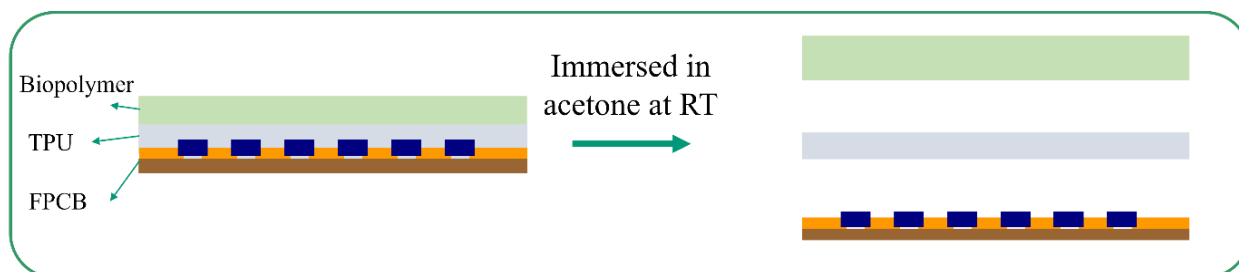 Biopolymer
TPU
FPCB
Immersed in
acetone at RT